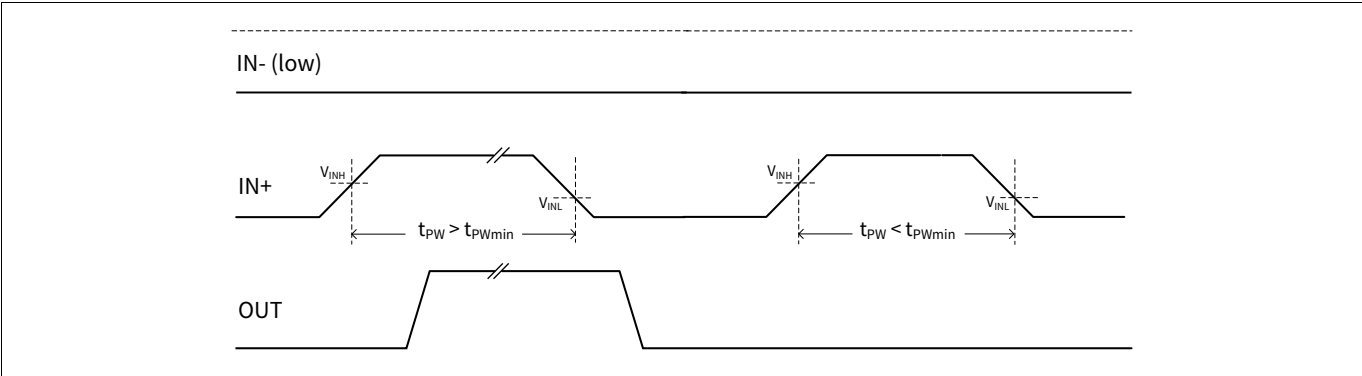 IN- (low)
VINH
VINH
IN+
VINL
VINL
tPW > tPWmin
tPW < tPWmin
OUT